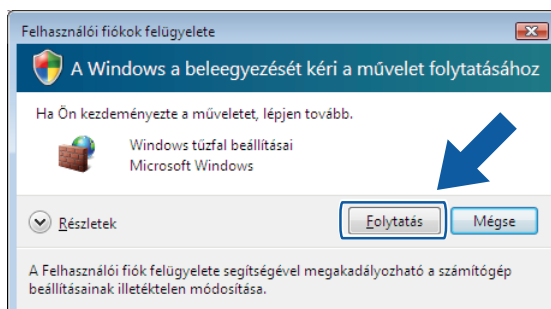 Felhasználói fiókok felügyelete
A Windows a beleegyezését kéri a művelet folytatásához
Ha Ön kezdeményezte a műveletet, lépjen tovább.
Windows tűzfal beállításai
Microsoft Windows
Részletek
Folytatás
Mégse
A Felhasználói fiók felügyelete segítségével megakadályozható a számítógép
beállításainak illetéktelen módosítása.